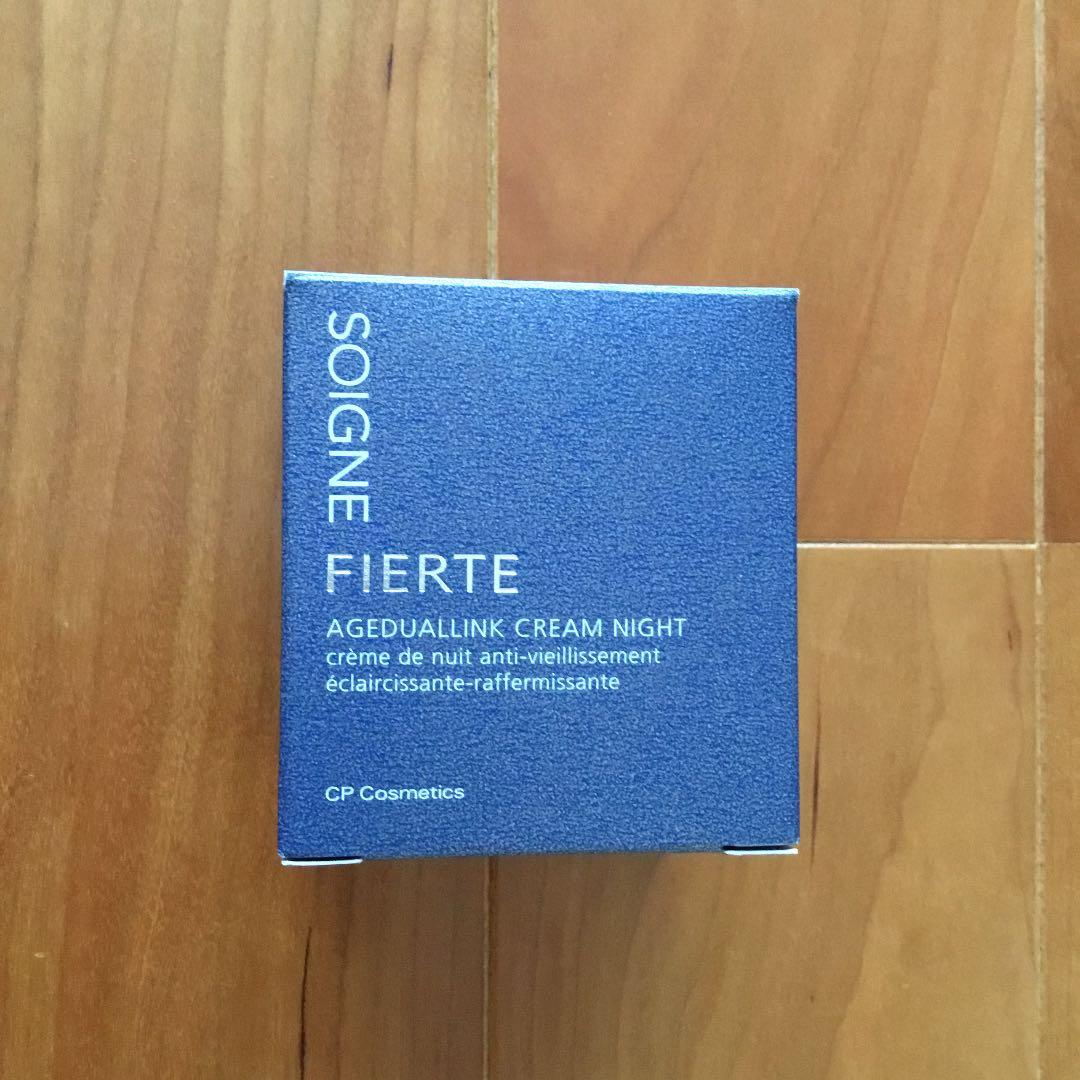 SOIGNE
FIERTE
AGEDUALLINK CREAM NIGHT
crème de nuit anti-vieillissement
éclaircissante-raffermissante
CP Cosmetics